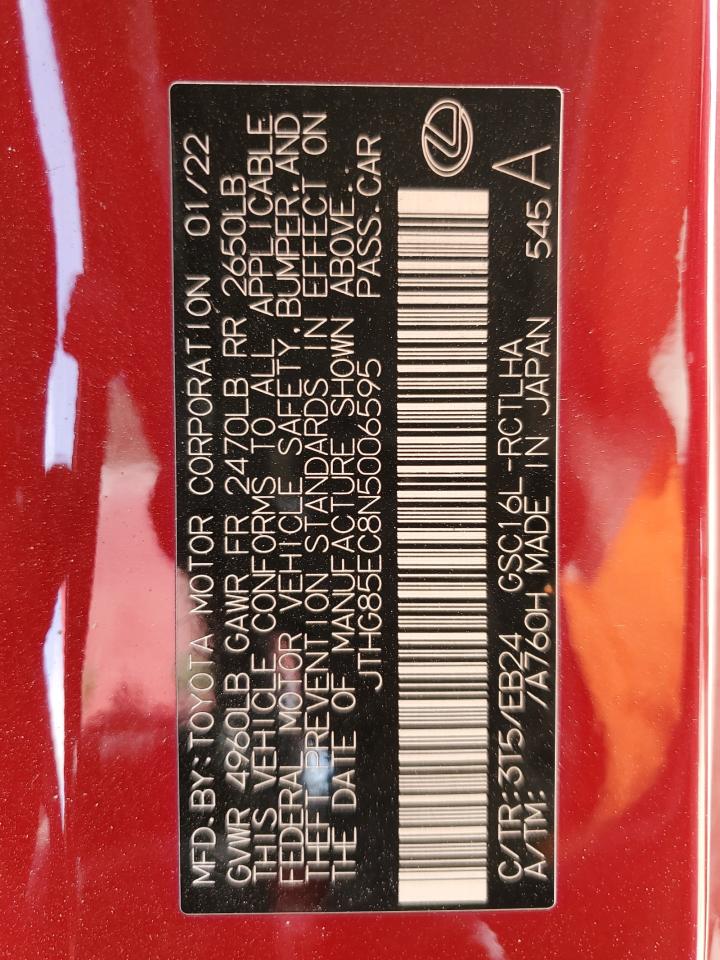 MFD.BY:TOYOTA MOTOR CORPORATION 01/22
GVWR 4960LB GAWR FR 2470LB RR 2650LB
THIS VEHICLE CONFORMS TO ALL APPLICABLE
FEDERAL MOTOR VEHICLE SAFETY,BUMPER,AND
THEFT PREVENTION STANDARDS IN EFFECT ON
THE DATE OF MANUFACTURE SHOWN ABOVE.
JTHG85EC8N5006595 PASS.CAR
C/TR:3T5/EB24 GSC16L-RCTLHA
A/TM: /A760H MADE IN JAPAN 545 A